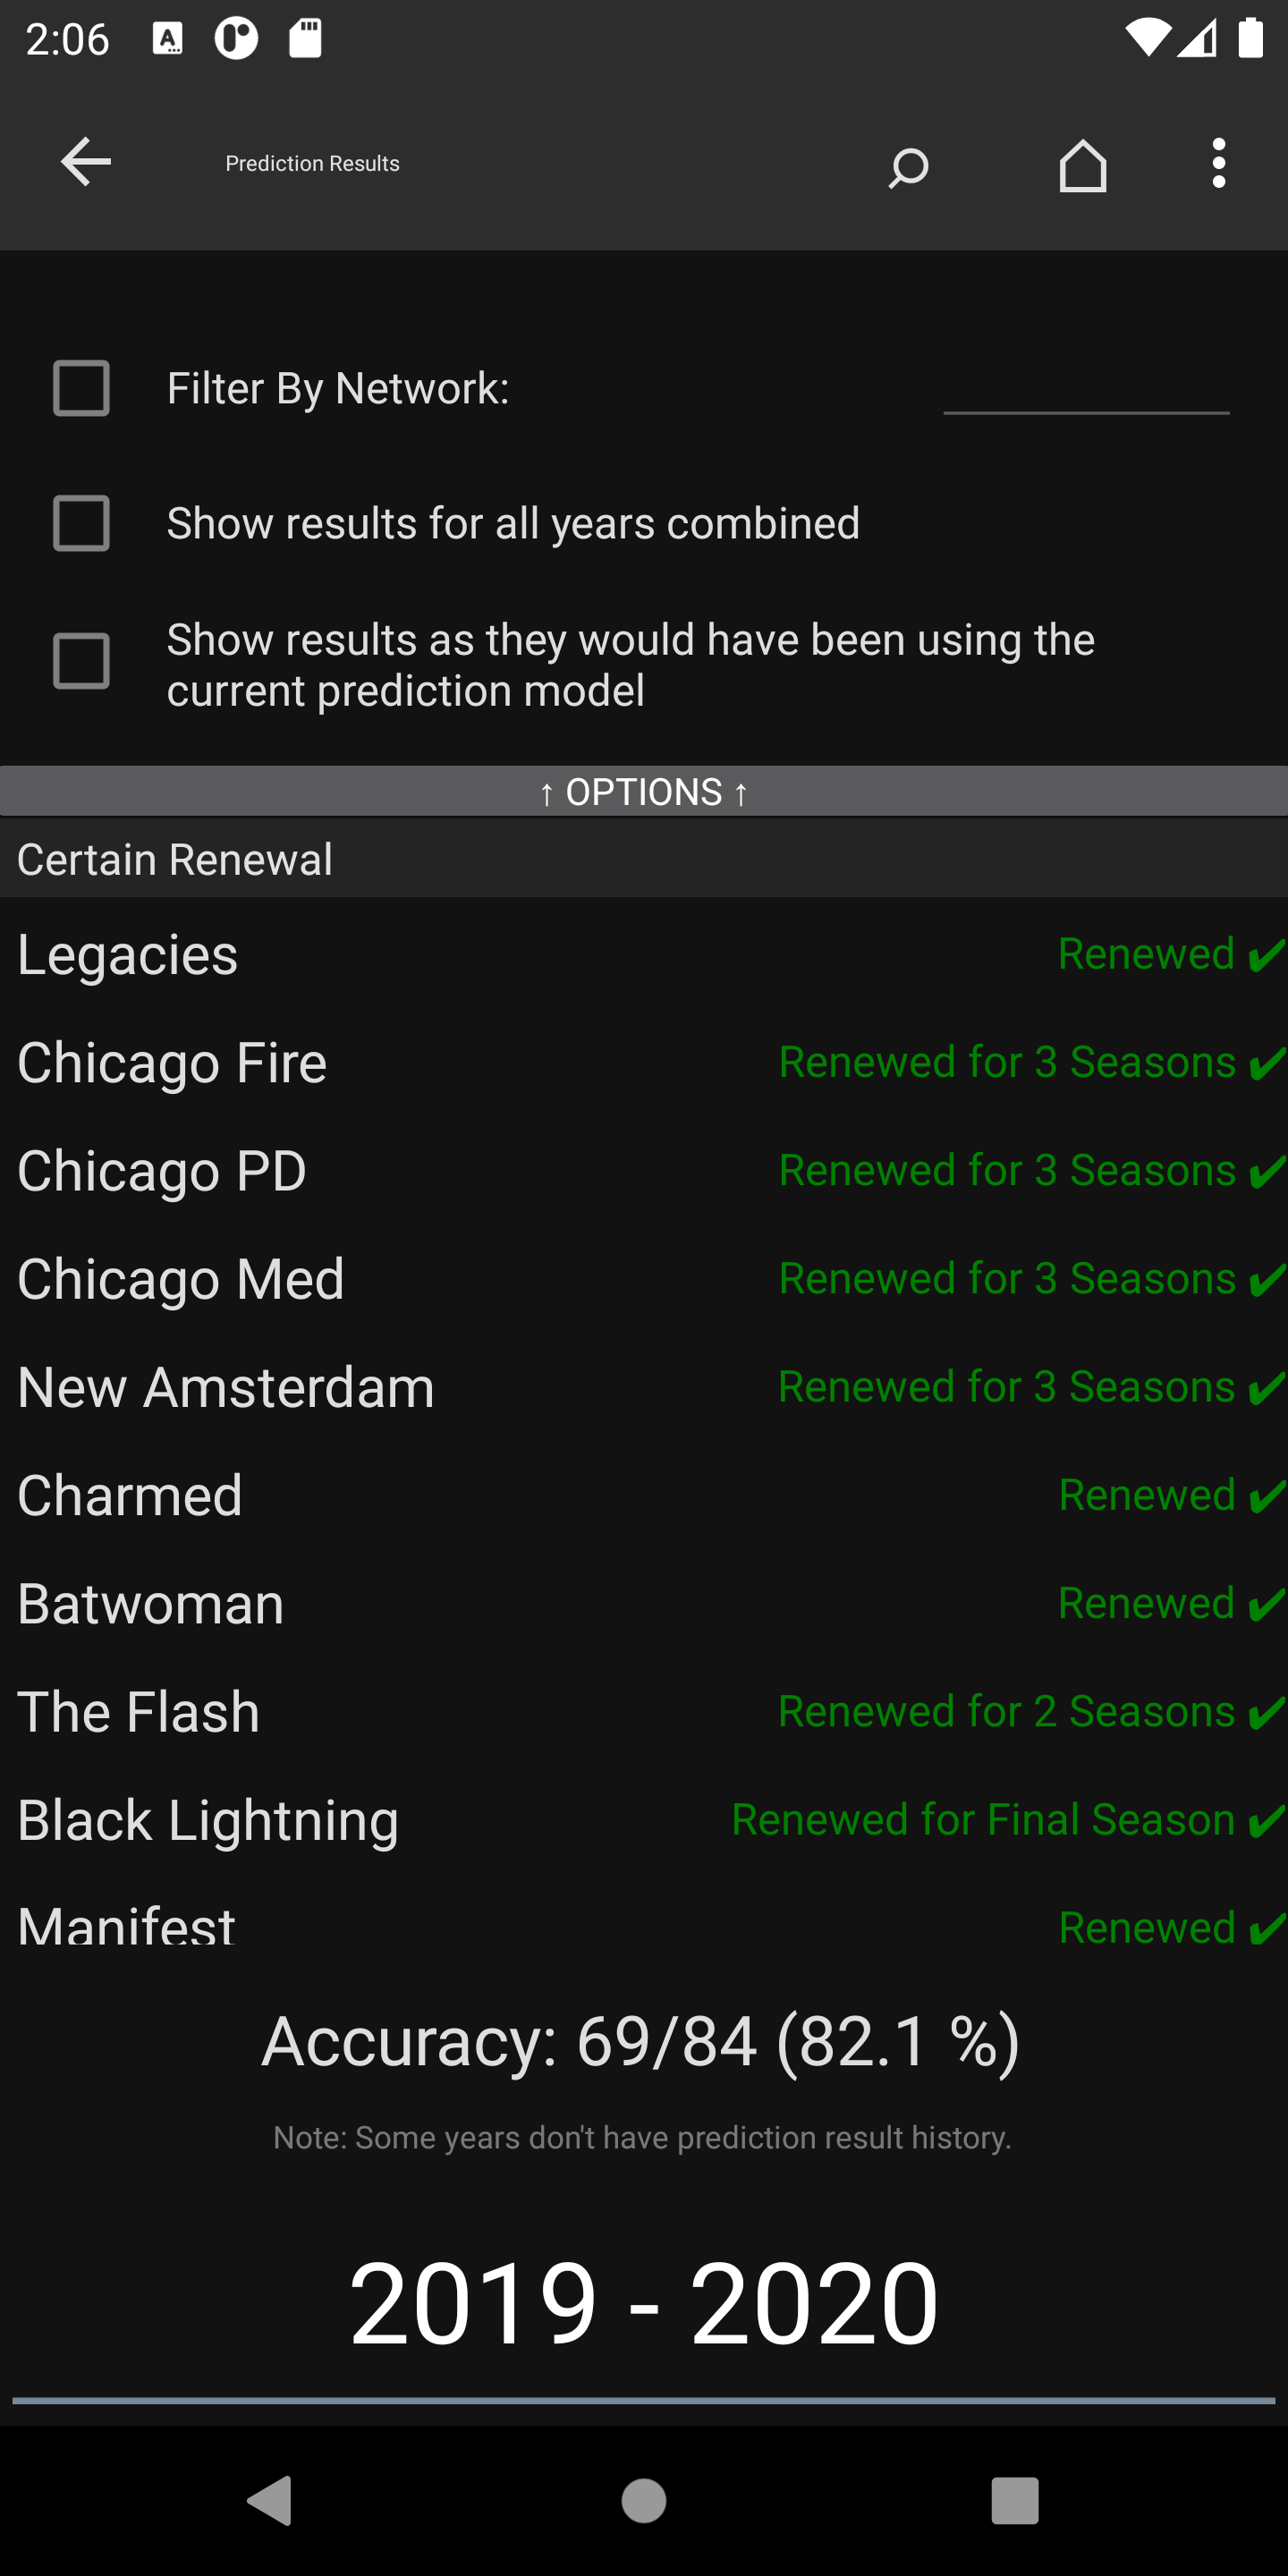 2:06
Prediction Results
Filter By Network:
Show results for all years combined
Show results as they would have been using the
current prediction model
↑ OPTIONS ↑
Certain Renewal
Legacies Renewed ✔
Chicago Fire Renewed for 3 Seasons ✔
Chicago PD Renewed for 3 Seasons ✔
Chicago Med Renewed for 3 Seasons ✔
New Amsterdam Renewed for 3 Seasons ✔
Charmed Renewed ✔
Batwoman Renewed ✔
The Flash Renewed for 2 Seasons ✔
Black Lightning Renewed for Final Season ✔
Manifest Renewed ✔
Accuracy: 69/84 (82.1 %)
Note: Some years don't have prediction result history.
2019 - 2020